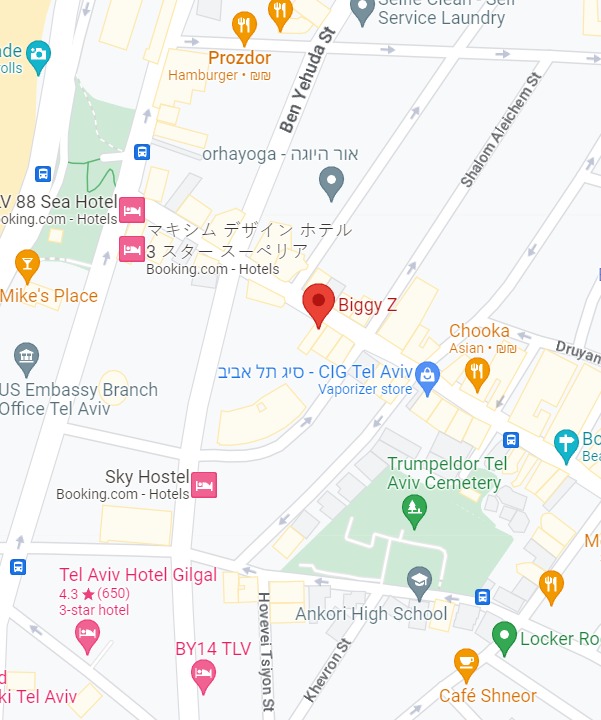 Selfie Clean - Self
Service Laundry
Prozdor
Hamburger • ₪₪
Ben Yehuda St
Shalom Aleichem St
orhayoga - אור היוגה
V 88 Sea Hotel
oking.com - Hotels
マキシム デザイン ホテル
3 スター スーペリア
Booking.com - Hotels
Mike's Place
Biggy Z
Chooka
Asian • ₪₪
Druyan
סיג תל אביב - CIG Tel Aviv
Vaporizer store
US Embassy Branch
Office Tel Aviv
Sky Hostel
Booking.com - Hotels
Trumpeldor Tel
Aviv Cemetery
Bo
Bea
Tel Aviv Hotel Gilgal
4.3 ★ (650)
3-star hotel
Ankori High School
Hovevei Tsiyon St
Khevron St
BY14 TLV
Locker Ro
ki Tel Aviv
Café Shneor